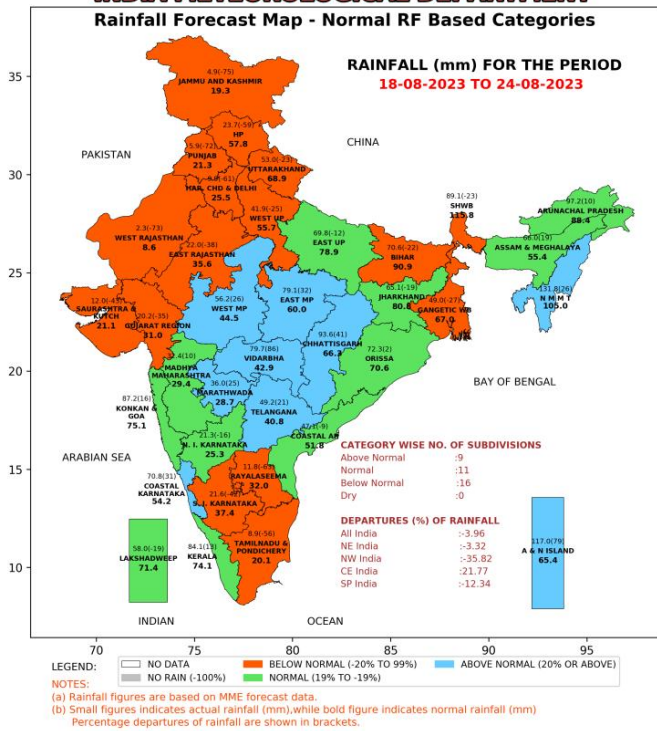 INDIA METEOROLOGICAL DEPARTMENT
Rainfall Forecast Map - Normal RF Based Categories
RAINFALL (mm) FOR THE PERIOD
18-08-2023 TO 24-08-2023
4.9(-75)
JAMMU AND KASHMIR
19.3
23.7(-59)
HP
57.8
CHINA
PAKISTAN
5.9(-72)
PUNJAB
21.3
53.0(-23)
UTTARAKHAND
68.9
HAR. CHD & DELHI
25.5
41.9(-25)
WEST UP
55.7
89.1(-23)
SHWB
115.8
97.2(10)
ARUNACHAL PRADESH
88.4
2.3(-73)
WEST RAJASTHAN
8.6
22.0(-38)
EAST RAJASTHAN
35.6
69.8(-12)
EAST UP
78.9
70.6(-22)
BIHAR
90.9
66.0(19)
ASSAM & MEGHALAYA
55.4
12.0(-43)
SAURASHTRA &
KUTCH
21.1
20.2(-35)
GUJARAT REGION
31.0
56.2(26)
WEST MP
44.5
79.1(32)
EAST MP
60.0
65.1(-19)
JHARKHAND
80.8
49.0(-27)
GANGETIC WB
67.0
131.8(26)
N M M T
105.0
93.6(41)
CHHATTISGARH
66.3
79.7(86)
VIDARBHA
42.9
72.3(2)
ORISSA
70.6
32.4(10)
MADHYA
MAHARASHTRA
29.4
36.0(25)
MARATHWADA
28.7
49.2(21)
TELANGANA
40.8
BAY OF BENGAL
87.2(16)
KONKAN &
GOA
75.1
47.1(-9)
COASTAL AP
51.8
21.3(-16)
N. I. KARNATAKA
25.3
ARABIAN SEA
11.8(-63)
RAYALASEEMA
32.0
70.8(31)
COASTAL
KARNATAKA
54.2
S. I. KARNATAKA
37.4
8.9(-56)
TAMILNADU &
PONDICHERY
20.1
84.1(13)
KERALA
74.1
58.0(-19)
LAKSHADWEEP
71.4
117.0(79)
A & N ISLAND
65.4
CATEGORY WISE NO. OF SUBDIVISIONS
Above Normal :9
Normal :11
Below Normal :16
Dry :0
DEPARTURES (%) OF RAINFALL
All India :-3.96
NE India :-3.32
NW India :-35.82
CE India :21.77
SP India :-12.34
INDIAN OCEAN
35
30
25
20
15
10
70 75 80 85 90 95
LEGEND: NO DATA BELOW NORMAL (-20% TO 99%) ABOVE NORMAL (20% OR ABOVE)
NO RAIN (-100%) NORMAL (19% TO -19%)
NOTES:
(a) Rainfall figures are based on MME forecast data.
(b) Small figures indicates actual rainfall (mm),while bold figure indicates normal rainfall (mm)
Percentage departures of rainfall are shown in brackets.